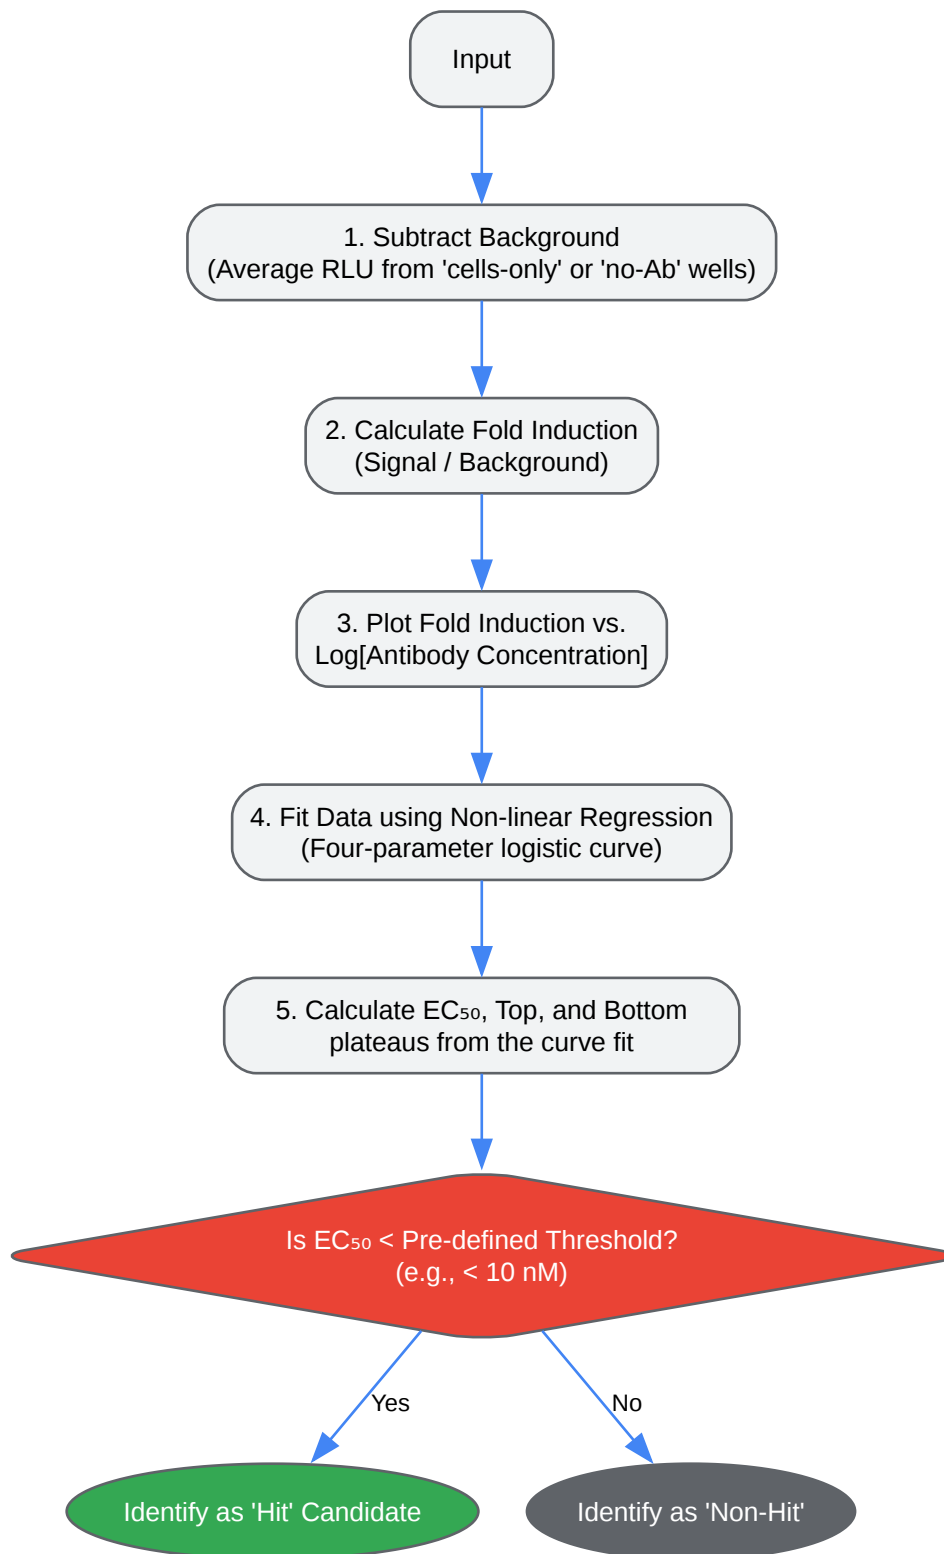 Input
1. Subtract Background
(Average RLU from 'cells-only' or 'no-Ab' wells)
2. Calculate Fold Induction
(Signal / Background)
3. Plot Fold Induction vs.
Log[Antibody Concentration]
4. Fit Data using Non-linear Regression
(Four-parameter logistic curve)
5. Calculate EC₅₀, Top, and Bottom
plateaus from the curve fit
Is EC₅₀ < Pre-defined Threshold?
(e.g., < 10 nM)
Yes
No
Identify as 'Hit' Candidate
Identify as 'Non-Hit'